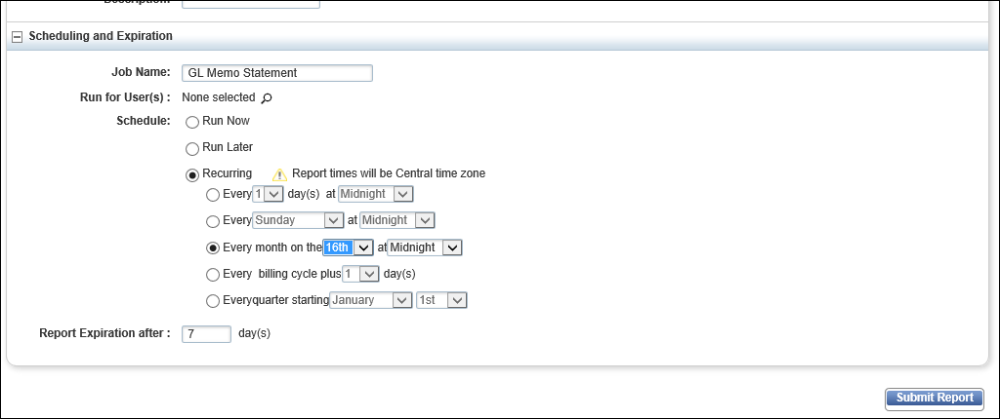 Description:
Scheduling and Expiration
Job Name: GL Memo Statement
Run for User(s) : None selected
Schedule: Run Now
Run Later
Recurring Report times will be Central time zone
Every 1 day(s) at Midnight
Every Sunday at Midnight
Every month on the 16th at Midnight
Every billing cycle plus 1 day(s)
Everyquarter starting January 1st
Report Expiration after : 7 day(s)
Submit Report